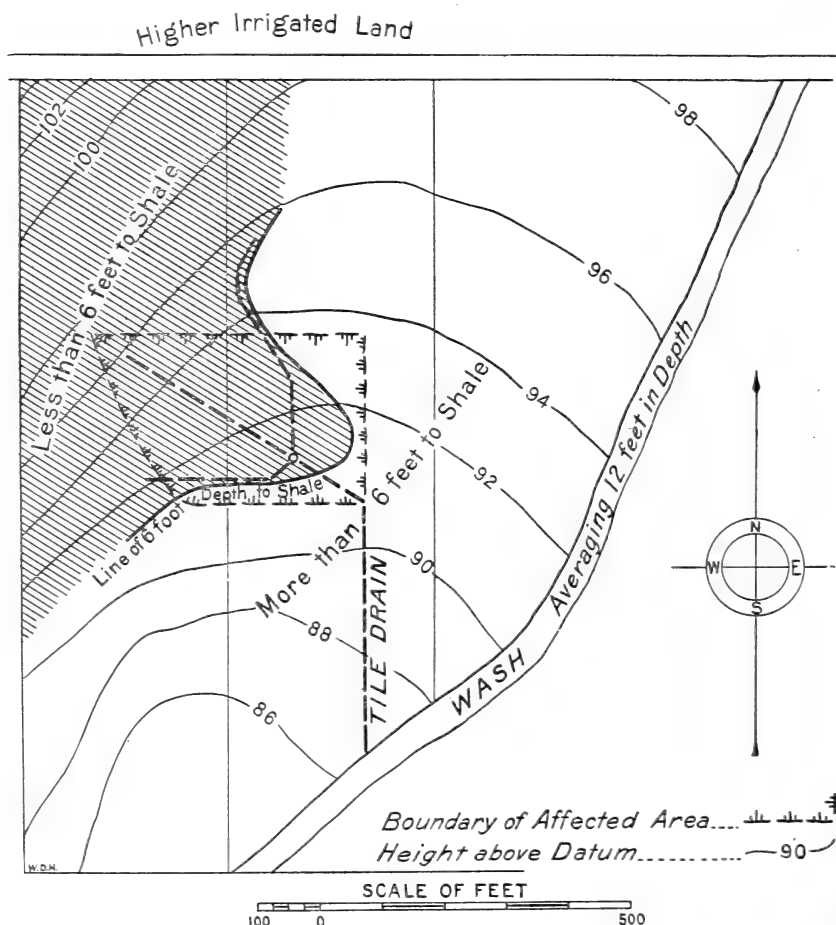 Higher Irrigated Land
102
100
98
96
94
92
90
88
86
Less than 6 feet to Shale
More than 6 feet to Shale
Line of 6 foot Depth to Shale
TILE DRAIN
WASH Averaging 12 feet in Depth
N
W E
S
Boundary of Affected Area....
Height above Datum....... 90
W.D.H.
SCALE OF FEET
100 0 500